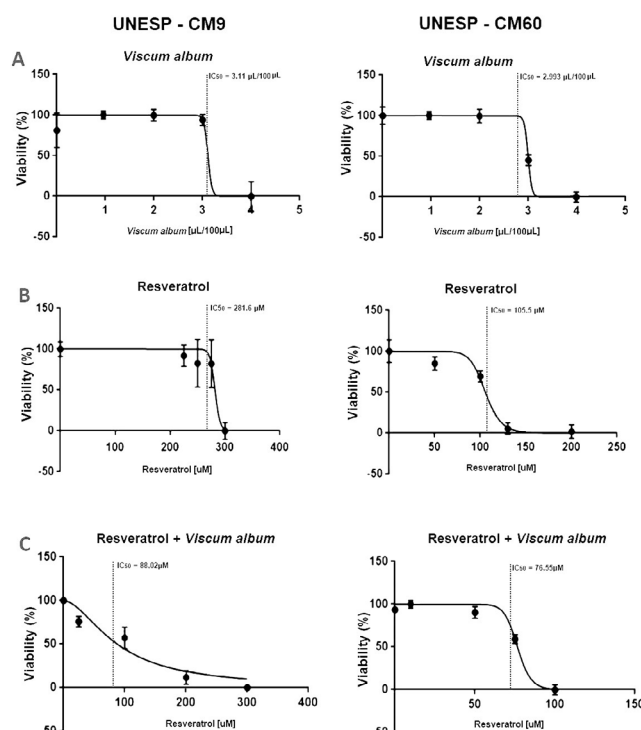 UNESP - CM9
UNESP - CM60
A
Viscum album
IC50 = 3.11 µL/100 µL
Viability (%)
150
100
50
0
-50
1 2 3 4 5
Viscum album [µL/100µL]
Viscum album
IC50 = 2.993 µL/100µL
Viability (%)
150
100
50
0
-50
1 2 3 4 5
Viscum album [µL/100µL]
B
Resveratrol
IC50 = 281.6 µM
Viability (%)
150
100
50
0
-50
100 200 300 400
Resveratrol [uM]
Resveratrol
IC50 = 105.5 µM
Viability (%)
150
100
50
0
-50
50 100 150 200 250
Resveratrol [uM]
C
Resveratrol + Viscum album
IC50 = 88.02µM
Viability (%)
150
100
50
0
50
100 200 300 400
Resveratrol [uM]
Resveratrol + Viscum album
IC50 = 76.55µM
Viability (%)
150
100
50
0
-50
50 100 150
Resveratrol [uM]